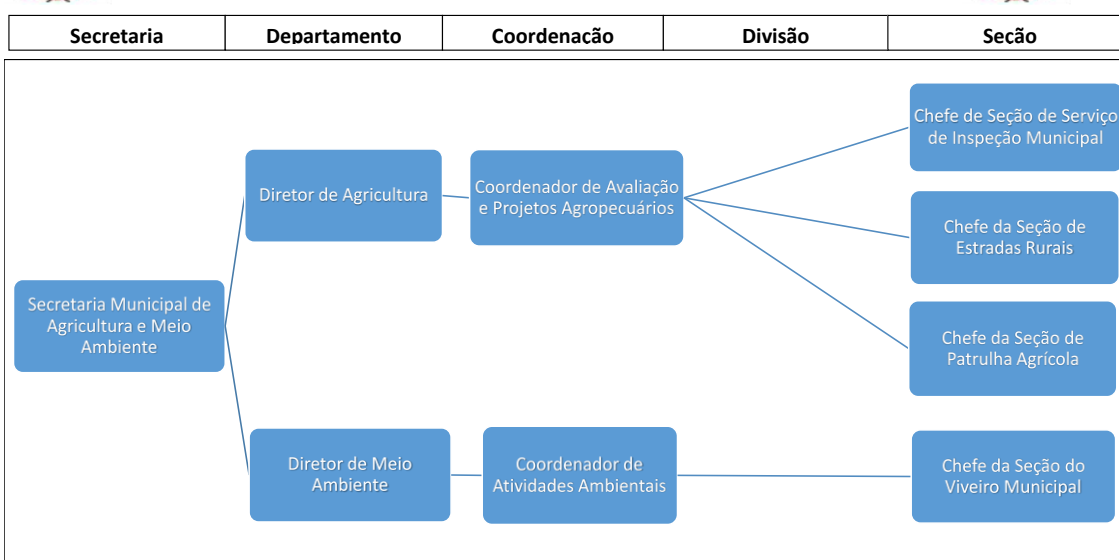 Secretaria Departamento Coordenação Divisão Seção
Chefe de Seção de Serviço
de Inspeção Municipal
Diretor de Agricultura
Coordenador de Avaliação
e Projetos Agropecuários
Chefe da Seção de
Estradas Rurais
Secretaria Municipal de
Agricultura e Meio
Ambiente
Chefe da Seção de
Patrulha Agrícola
Diretor de Meio
Ambiente
Coordenador de
Atividades Ambientais
Chefe da Seção do
Viveiro Municipal